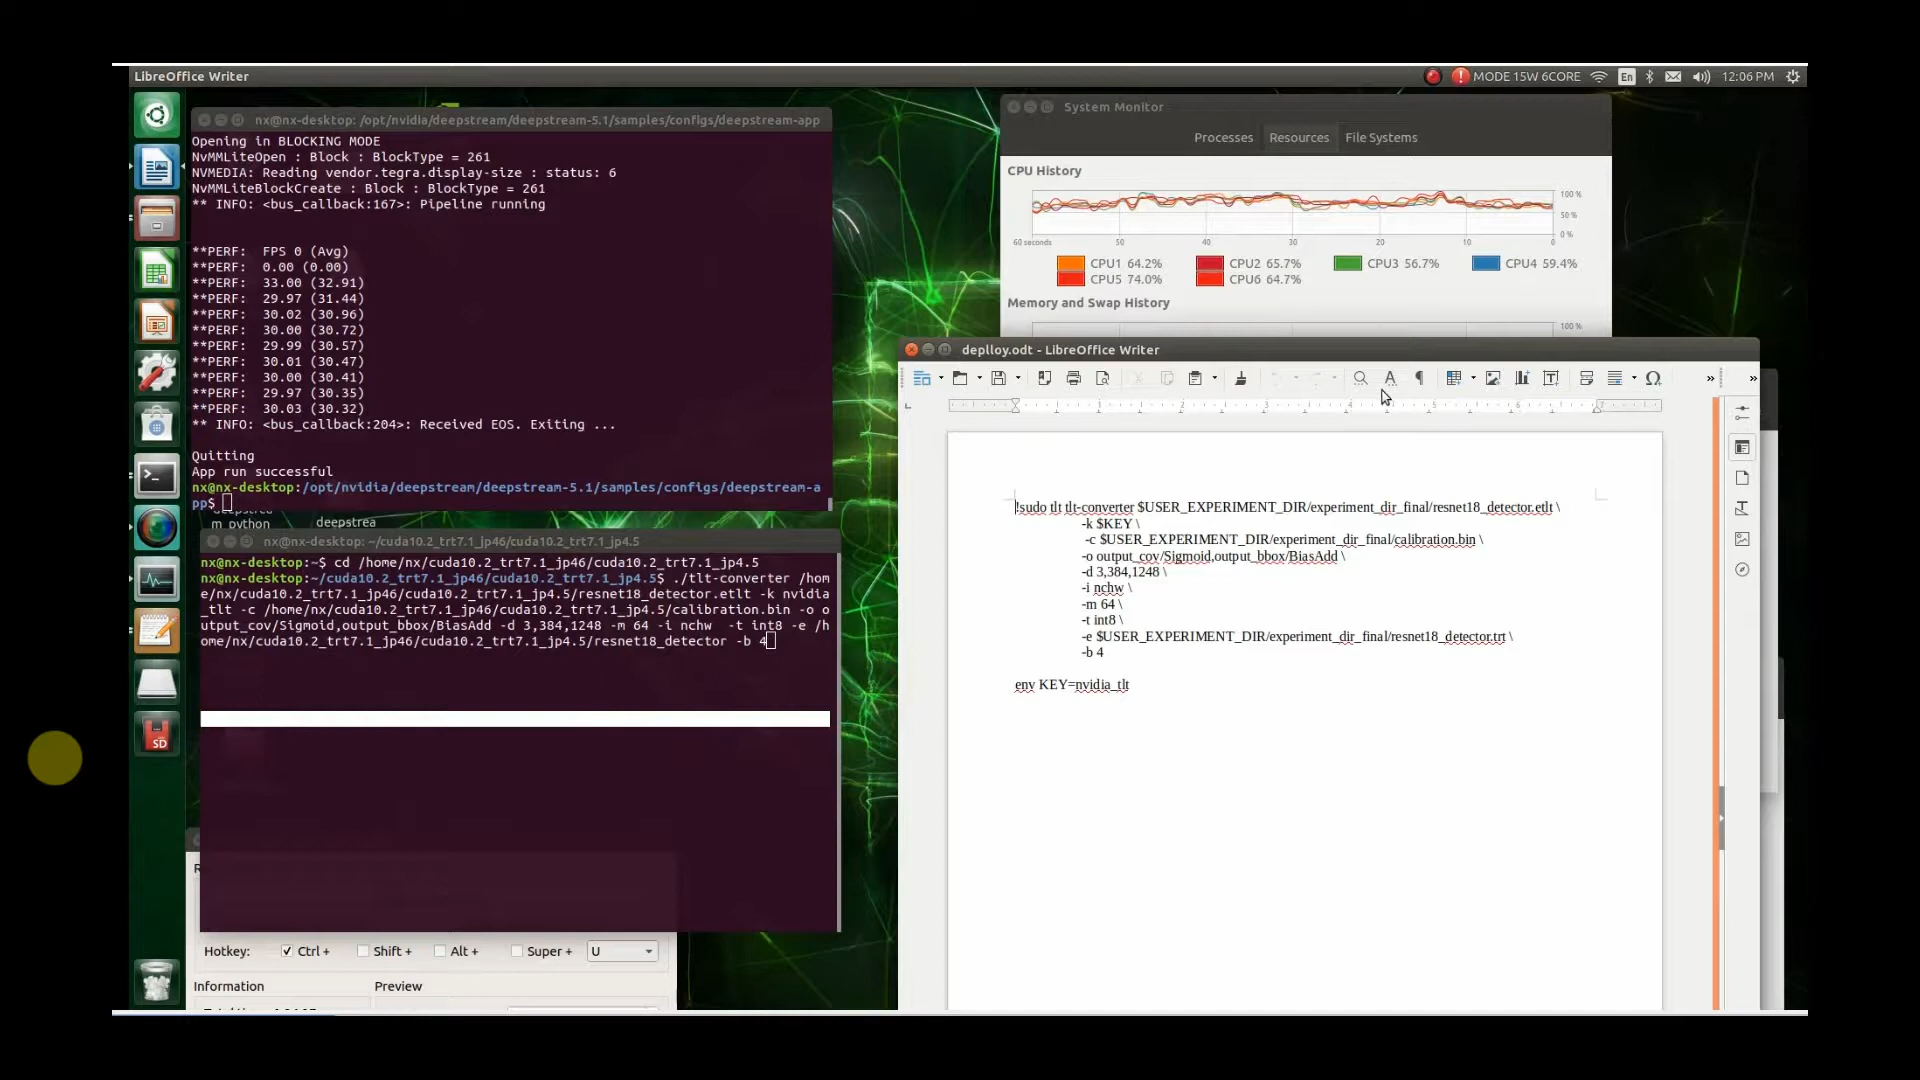 LibreOffice Writer
MODE 15W 6CORE
En
12:06 PM
nx@nx-desktop: /opt/nvidia/deepstream/deepstream-5.1/samples/configs/deepstream-app
Opening in BLOCKING MODE
NvMMLiteOpen : Block : BlockType = 261
NVMEDIA: Reading vendor.tegra.display-size : status: 6
NvMMLiteBlockCreate : Block : BlockType = 261
** INFO: <bus_callback:167>: Pipeline running
**PERF:  FPS 0 (Avg)
**PERF:  0.00 (0.00)
**PERF:  33.00 (32.91)
**PERF:  29.97 (31.44)
**PERF:  30.02 (30.96)
**PERF:  30.00 (30.72)
**PERF:  29.99 (30.57)
**PERF:  30.01 (30.47)
**PERF:  30.00 (30.41)
**PERF:  29.97 (30.35)
**PERF:  30.03 (30.32)
** INFO: <bus_callback:204>: Received EOS. Exiting ...
Quitting
App run successful
nx@nx-desktop:/opt/nvidia/deepstream/deepstream-5.1/samples/configs/deepstream-a
pp$
m_python
deepstrea
nx@nx-desktop: ~/cuda10.2_trt7.1_jp46/cuda10.2_trt7.1_jp4.5
nx@nx-desktop:~$ cd /home/nx/cuda10.2_trt7.1_jp46/cuda10.2_trt7.1_jp4.5
nx@nx-desktop:~/cuda10.2_trt7.1_jp46/cuda10.2_trt7.1_jp4.5$ ./tlt-converter /hom
e/nx/cuda10.2_trt7.1_jp46/cuda10.2_trt7.1_jp4.5/resnet18_detector.etlt -k nvidia
_tlt -c /home/nx/cuda10.2_trt7.1_jp46/cuda10.2_trt7.1_jp4.5/calibration.bin -o o
utput_cov/Sigmoid,output_bbox/BiasAdd -d 3,384,1248 -m 64 -i nchw  -t int8 -e /h
ome/nx/cuda10.2_trt7.1_jp46/cuda10.2_trt7.1_jp4.5/resnet18_detector -b 4
Hotkey:
Ctrl +
Shift +
Alt +
Super +
U
Information
Preview
SD
System Monitor
Processes
Resources
File Systems
CPU History
100 %
50 %
0 %
60 seconds
50
40
30
20
10
0
CPU1 64.2%
CPU2 65.7%
CPU3 56.7%
CPU4 59.4%
CPU5 74.0%
CPU6 64.7%
Memory and Swap History
100 %
deplloy.odt - LibreOffice Writer
!sudo tlt tlt-converter $USER_EXPERIMENT_DIR/experiment_dir_final/resnet18_detector.etlt \
-k $KEY \
-c $USER_EXPERIMENT_DIR/experiment_dir_final/calibration.bin \
-o output_cov/Sigmoid,output_bbox/BiasAdd \
-d 3,384,1248 \
-i nchw \
-m 64 \
-t int8 \
-e $USER_EXPERIMENT_DIR/experiment_dir_final/resnet18_detector.trt \
-b 4
env KEY=nvidia_tlt